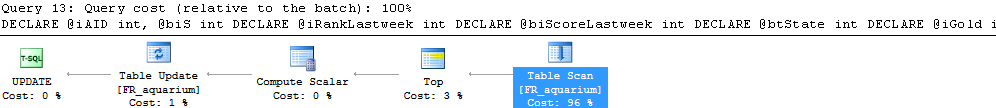 Query 13: Query cost (relative to the batch): 100%
DECLARE @iAID int, @biS int DECLARE @iRankLastweek int DECLARE @biScoreLastweek int DECLARE @btState int DECLARE @iGold i
T-SQL
UPDATE
Cost: 0 %
Table Update
[FR_aquarium]
Cost: 1 %
Compute Scalar
Cost: 0 %
Top
Cost: 3 %
Table Scan
[FR_aquarium]
Cost: 96 %